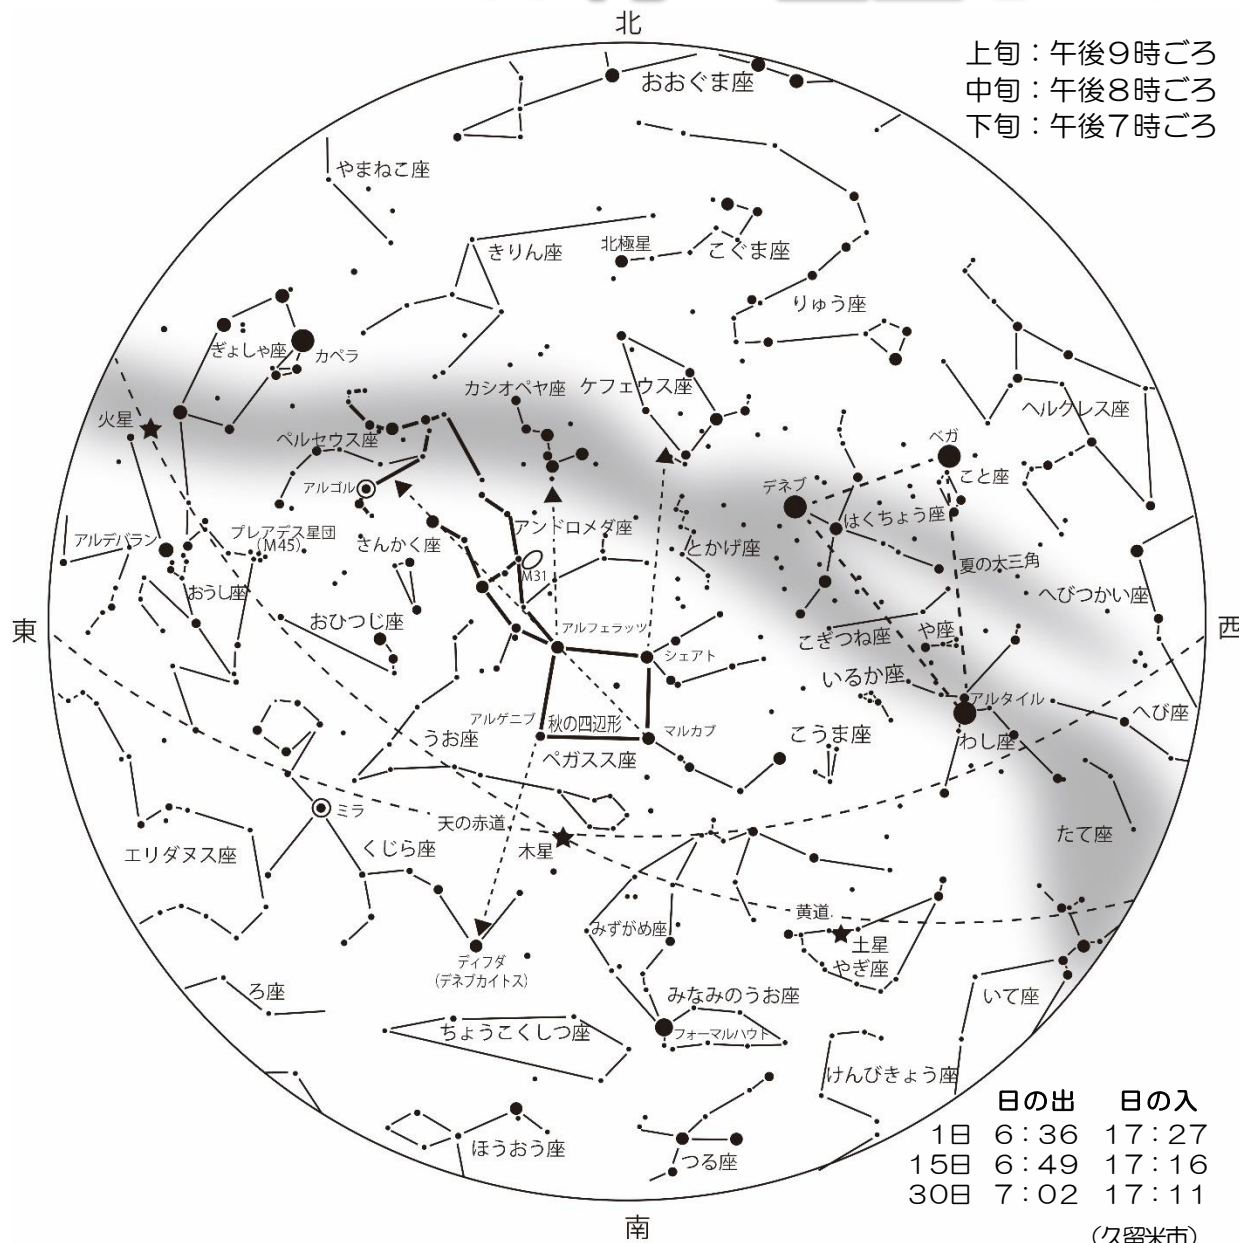 北
上旬：午後９時ごろ
中旬：午後８時ごろ
下旬：午後７時ごろ
おおぐま座
やまねこ座
きりん座
北極星
こぐま座
りゅう座
ぎょしゃ座
カペラ
カシオペヤ座
ケフェウス座
ヘルクレス座
火星
ペルセウス座
ベガ
こと座
アルゴル
デネブ
はくちょう座
アルデバラン
プレアデス星団
（M45）
さんかく座
アンドロメダ座
とかげ座
夏の大三角
M31
おうし座
へびつかい座
おひつじ座
アルフェラッツ
シェアト
こぎつね座
や座
東
西
いるか座
アルタイル
へび座
アルゲニブ
秋の四辺形
マルカブ
うお座
ペガスス座
こうま座
わし座
ミラ
天の赤道
木星
くじら座
エリダヌス座
たて座
黄道
みずがめ座
土星
やぎ座
ディフダ
（デネブカイトス）
ろ座
みなみのうお座
いて座
ちょうこくしつ座
フォーマルハウト
けんびきょう座
ほうおう座
つる座
南
日の出 日の入
１日 ６：３６ １７：２７
１５日 ６：４９ １７：１６
３０日 ７：０２ １７：１１
（久留米市）